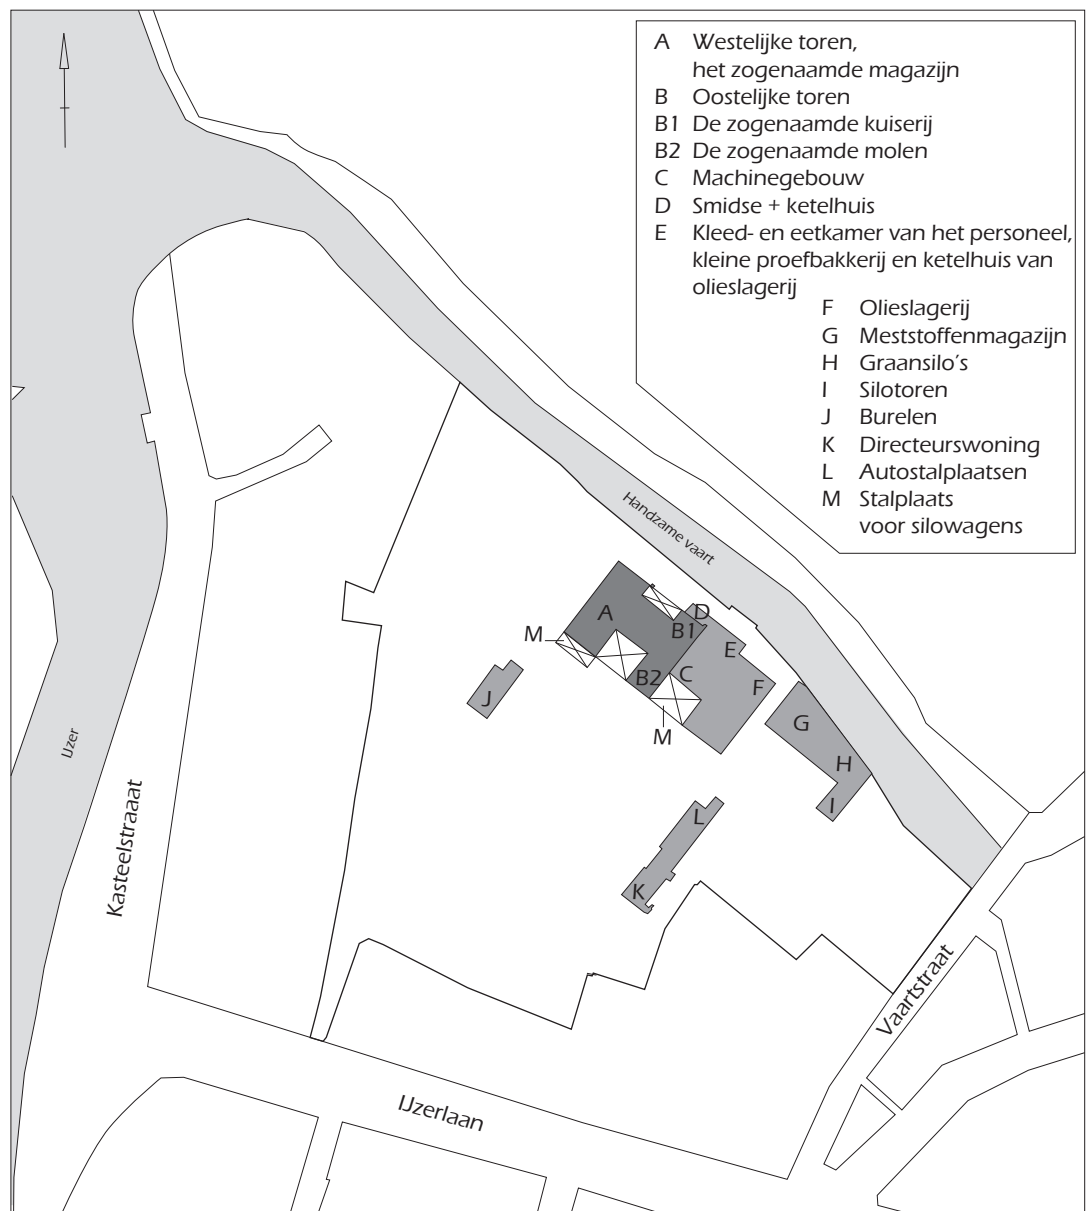 A Westelijke toren,
het zogenaamde magazijn
B Oostelijke toren
B1 De zogenaamde kuiserij
B2 De zogenaamde molen
C Machinegebouw
D Smidse + ketelhuis
E Kleed- en eetkamer van het personeel,
kleine proefbakkerij en ketelhuis van
olieslagerij
F Olieslagerij
G Meststoffenmagazijn
H Graansilo's
I Silotoren
J Burelen
K Directeurswoning
L Autostalplaatsen
M Stalplaats
voor silowagens
Handzame vaart
A
D
B1
M
E
B2
C
F
J
G
M
IJzer
H
I
L
Kasteelstraaat
K
Vaartstraat
IJzerlaan